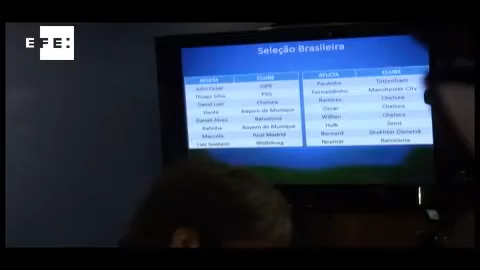 EFE:
Seleção Brasileira
ATLETA CLUBE
Julio Cesar QPR
Thiago Silva PSG
David Luiz Chelsea
Dante Bayern de Munique
Daniel Alves Barcelona
Rafinha Bayern de Munique
Marcelo Real Madrid
Luiz Gustavo Wolfsburg
ATLETA CLUBE
Paulinho Tottenham
Fernandinho Manchester City
Ramires Chelsea
Oscar Chelsea
Willian Chelsea
Hulk Zenit
Bernard Shakhtar Donetsk
Neymar Barcelona